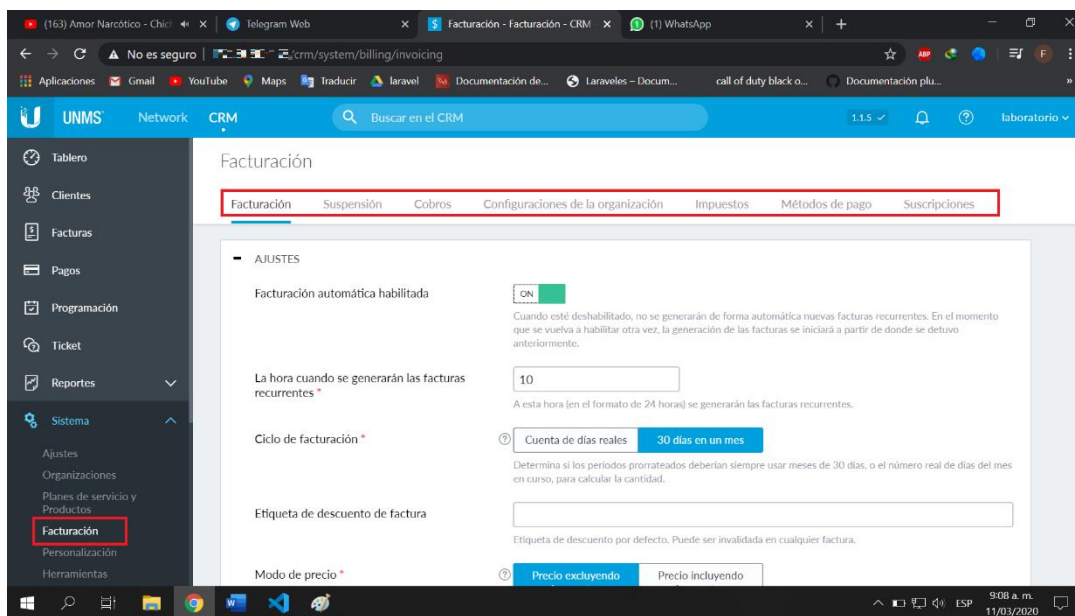 (163) Amor Narcótico - Chic
Telegram Web
Facturación - Facturación - CRM
(1) WhatsApp
No es seguro
crm/system/billing/invoicing
Aplicaciones
Gmail
YouTube
Maps
Traducir
laravel
Documentación de...
Laraveles – Docum...
call of duty black o...
Documentación plu...
UNMS
Network
CRM
Buscar en el CRM
1.1.5
laboratorio
Tablero
Clientes
Facturas
Pagos
Programación
Ticket
Reportes
Sistema
Ajustes
Organizaciones
Planes de servicio y
Productos
Facturación
Personalización
Herramientas
Facturación
Facturación
Suspensión
Cobros
Configuraciones de la organización
Impuestos
Métodos de pago
Suscripciones
AJUSTES
Facturación automática habilitada
ON
Cuando esté deshabilitado, no se generarán de forma automática nuevas facturas recurrentes. En el momento
que se vuelva a habilitar otra vez, la generación de las facturas se iniciará a partir de donde se detuvo
anteriormente.
La hora cuando se generarán las facturas
recurrentes *
10
A esta hora (en el formato de 24 horas) se generarán las facturas recurrentes.
Ciclo de facturación *
Cuenta de días reales
30 días en un mes
Determina si los períodos prorrateados deberían siempre usar meses de 30 días, o el número real de días del mes
en curso, para calcular la cantidad.
Etiqueta de descuento de factura
Etiqueta de descuento por defecto. Puede ser invalidada en cualquier factura.
Modo de precio *
Precio excluyendo
Precio incluyendo
ESP
9:08 a. m.
11/03/2020